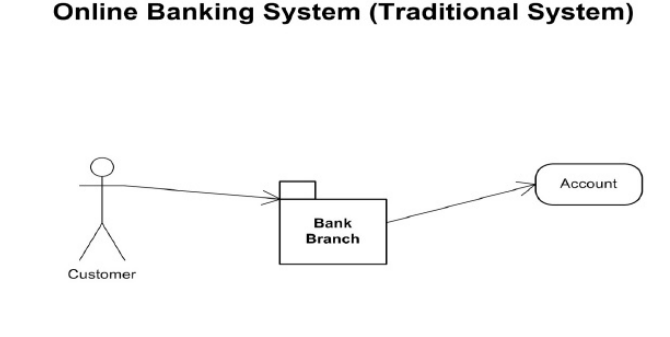 Online Banking System (Traditional System)
Account
Bank
Branch
Customer